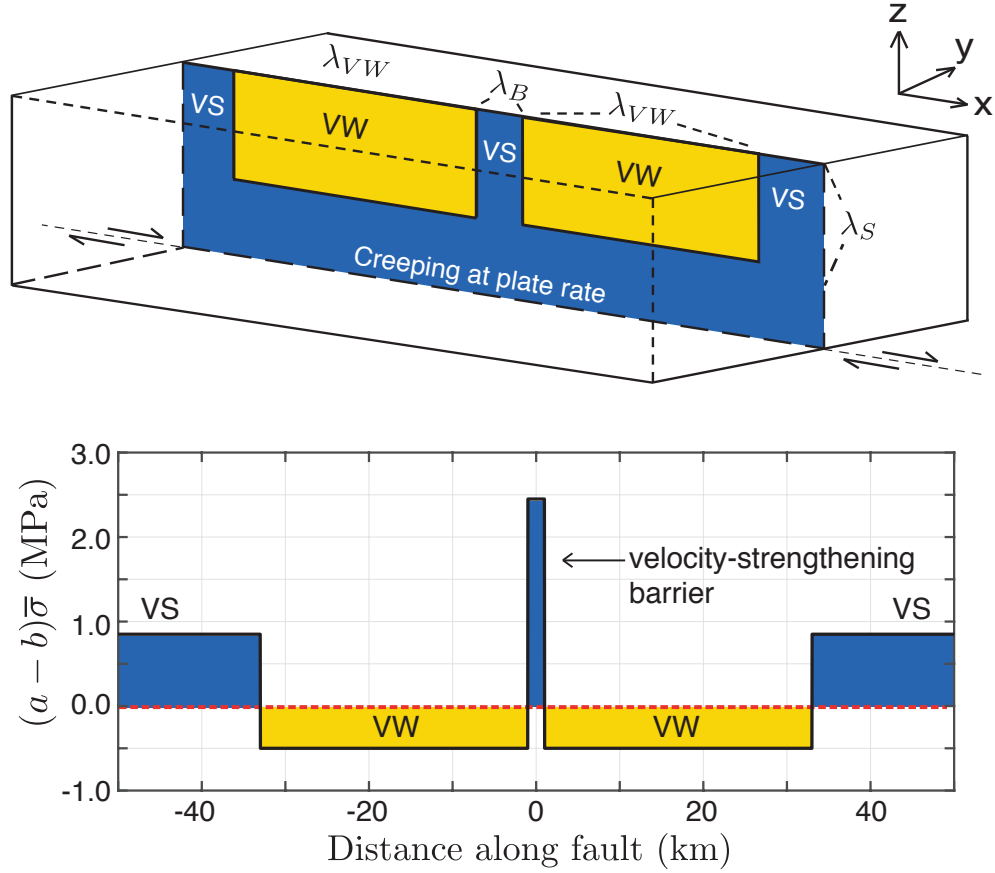 z
y
x
λ_VW
λ_B
λ_VW
VS
VW
VS
VW
VS
λ_S
Creeping at plate rate
3.0
2.0
1.0
0.0
-1.0
(a − b)σ̅ (MPa)
VS
velocity-strengthening
barrier
VS
VW
VW
-40
-20
0
20
40
Distance along fault (km)